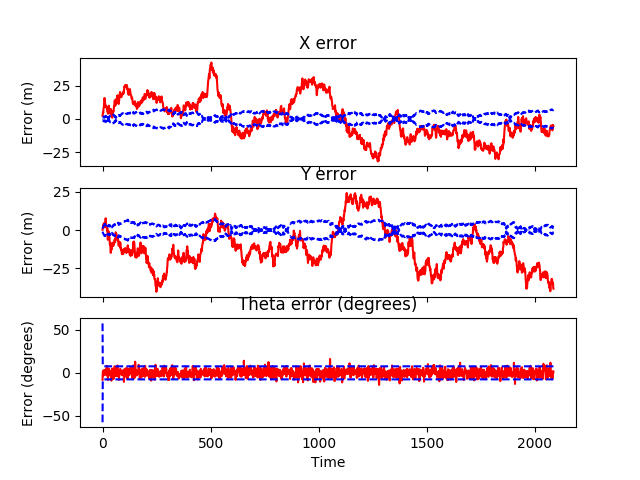 X error
Error (m)
25
0
−25
Y error
Error (m)
25
0
−25
Theta error (degrees)
Error (degrees)
50
0
−50
0 500 1000 1500 2000
Time